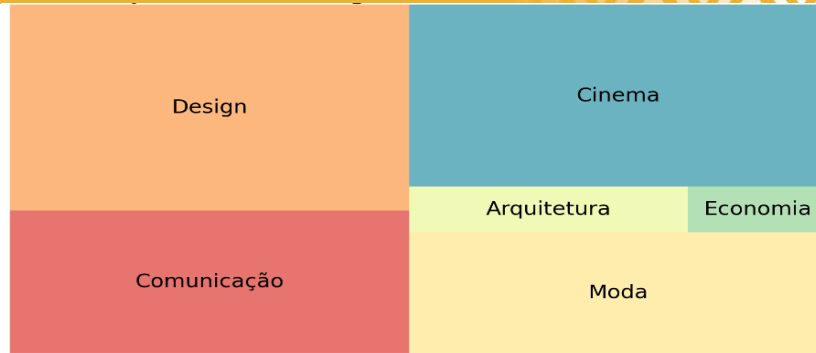 Design
Cinema
Arquitetura
Economia
Comunicação
Moda